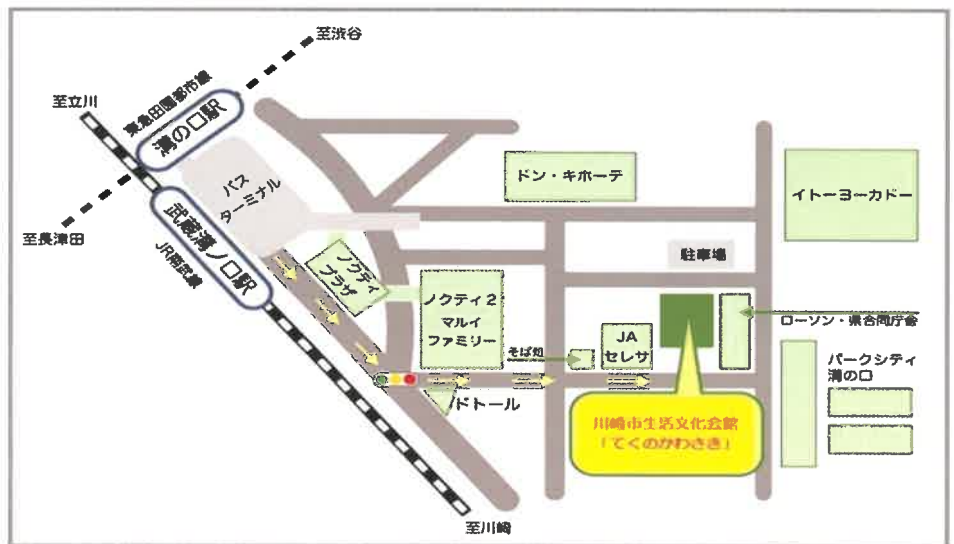 至渋谷
東急田園都市線
溝の口駅
至立川
至長津田
武蔵溝ノ口駅
JR南武線
バス
ターミナル
ノクティ
プラザ
ドン・キホーテ
イトーヨーカドー
駐車場
ノクティ2
マルイ
ファミリー
そば処
JA
セレサ
ローソン・県合同庁舎
パークシティ
溝の口
ドトール
川崎市生活文化会館
「てくのかわさき」
至川崎